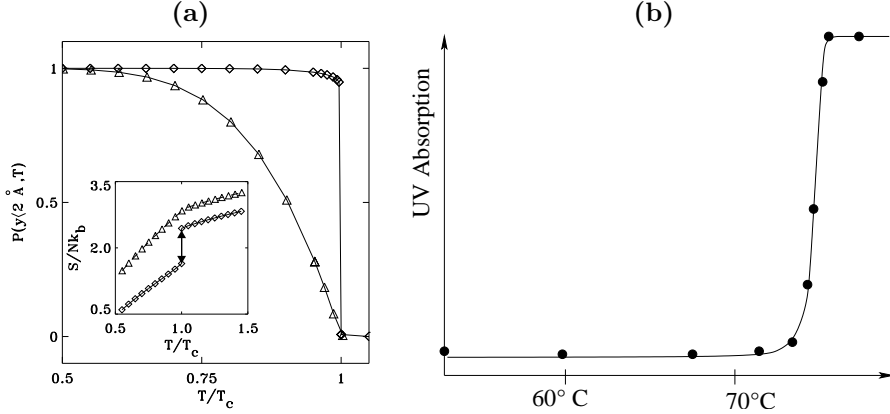 (a)
(b)
P(y⟨2 Å,T)
1
0.5
0
0.5
0.75
1
T/T_c
S/Nk_b
3.5
2.0
0.5
0.5
1.0
1.5
T/T_c
UV Absorption
60° C
70°C